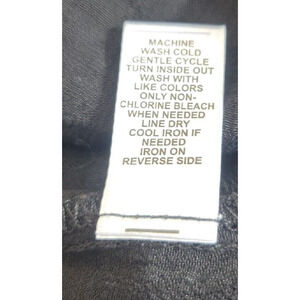 MACHINE
WASH COLD
GENTLE CYCLE
TURN INSIDE OUT
WASH WITH
LIKE COLORS
ONLY NON-
CHLORINE BLEACH
WHEN NEEDED
LINE DRY
COOL IRON IF
NEEDED
IRON ON
REVERSE SIDE